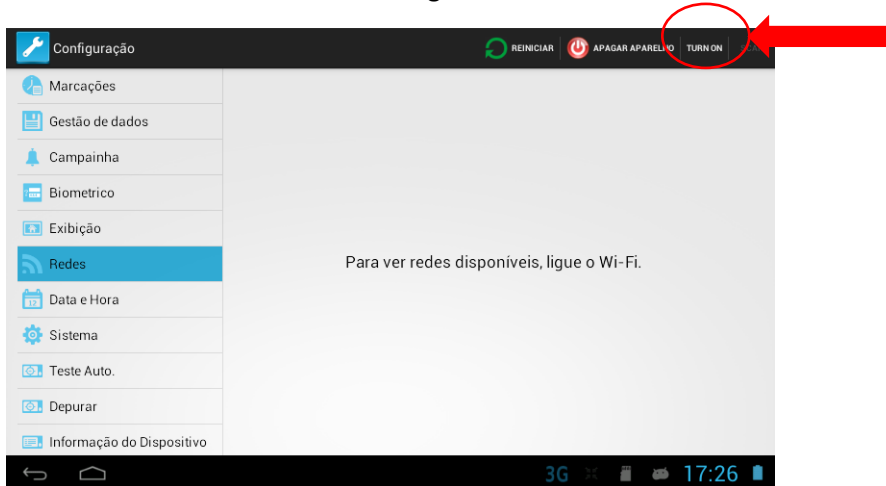 Configuração
REINICIAR
APAGAR APARELHO
TURN ON
Marcações
Gestão de dados
Campainha
Biometrico
Exibição
Redes
Para ver redes disponíveis, ligue o Wi-Fi.
Data e Hora
12
Sistema
Teste Auto.
Depurar
Informação do Dispositivo
3G
17:26